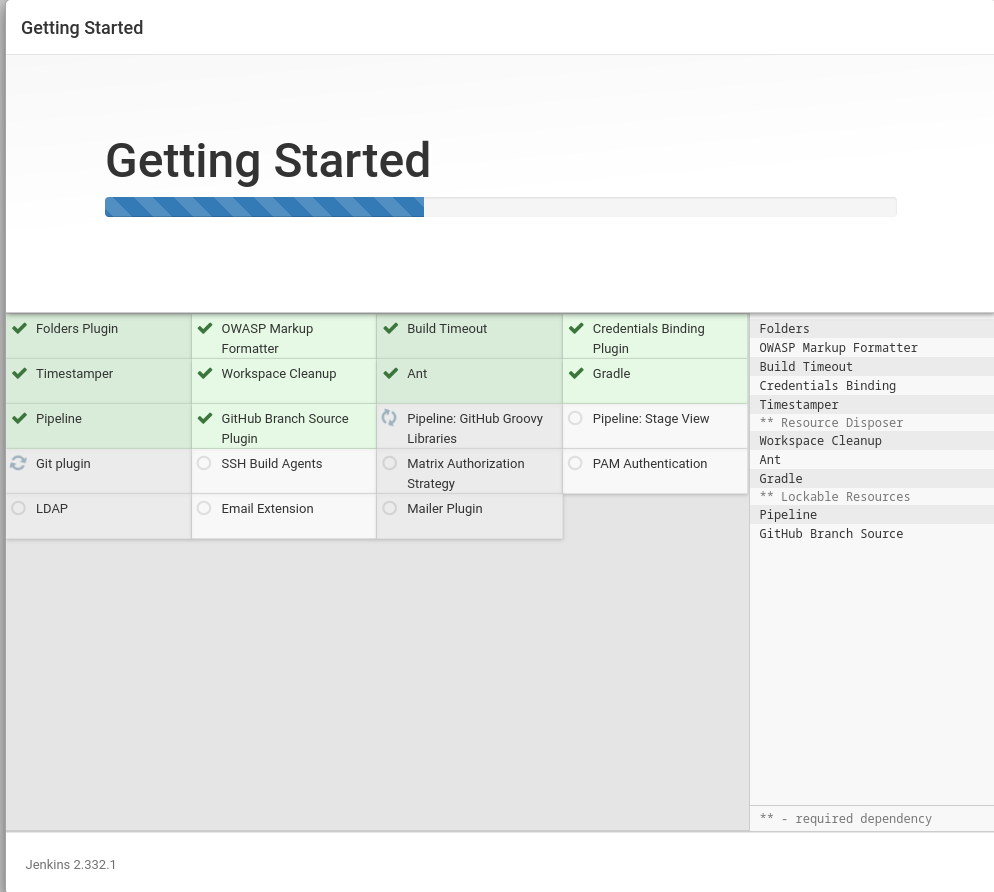 Getting Started
Getting Started
Folders Plugin
OWASP Markup
Formatter
Build Timeout
Credentials Binding
Plugin
Timestamper
Workspace Cleanup
Ant
Gradle
Pipeline
GitHub Branch Source
Plugin
Pipeline: GitHub Groovy
Libraries
Pipeline: Stage View
Git plugin
SSH Build Agents
Matrix Authorization
Strategy
PAM Authentication
LDAP
Email Extension
Mailer Plugin
Folders
OWASP Markup Formatter
Build Timeout
Credentials Binding
Timestamper
** Resource Disposer
Workspace Cleanup
Ant
Gradle
** Lockable Resources
Pipeline
GitHub Branch Source
** - required dependency
Jenkins 2.332.1